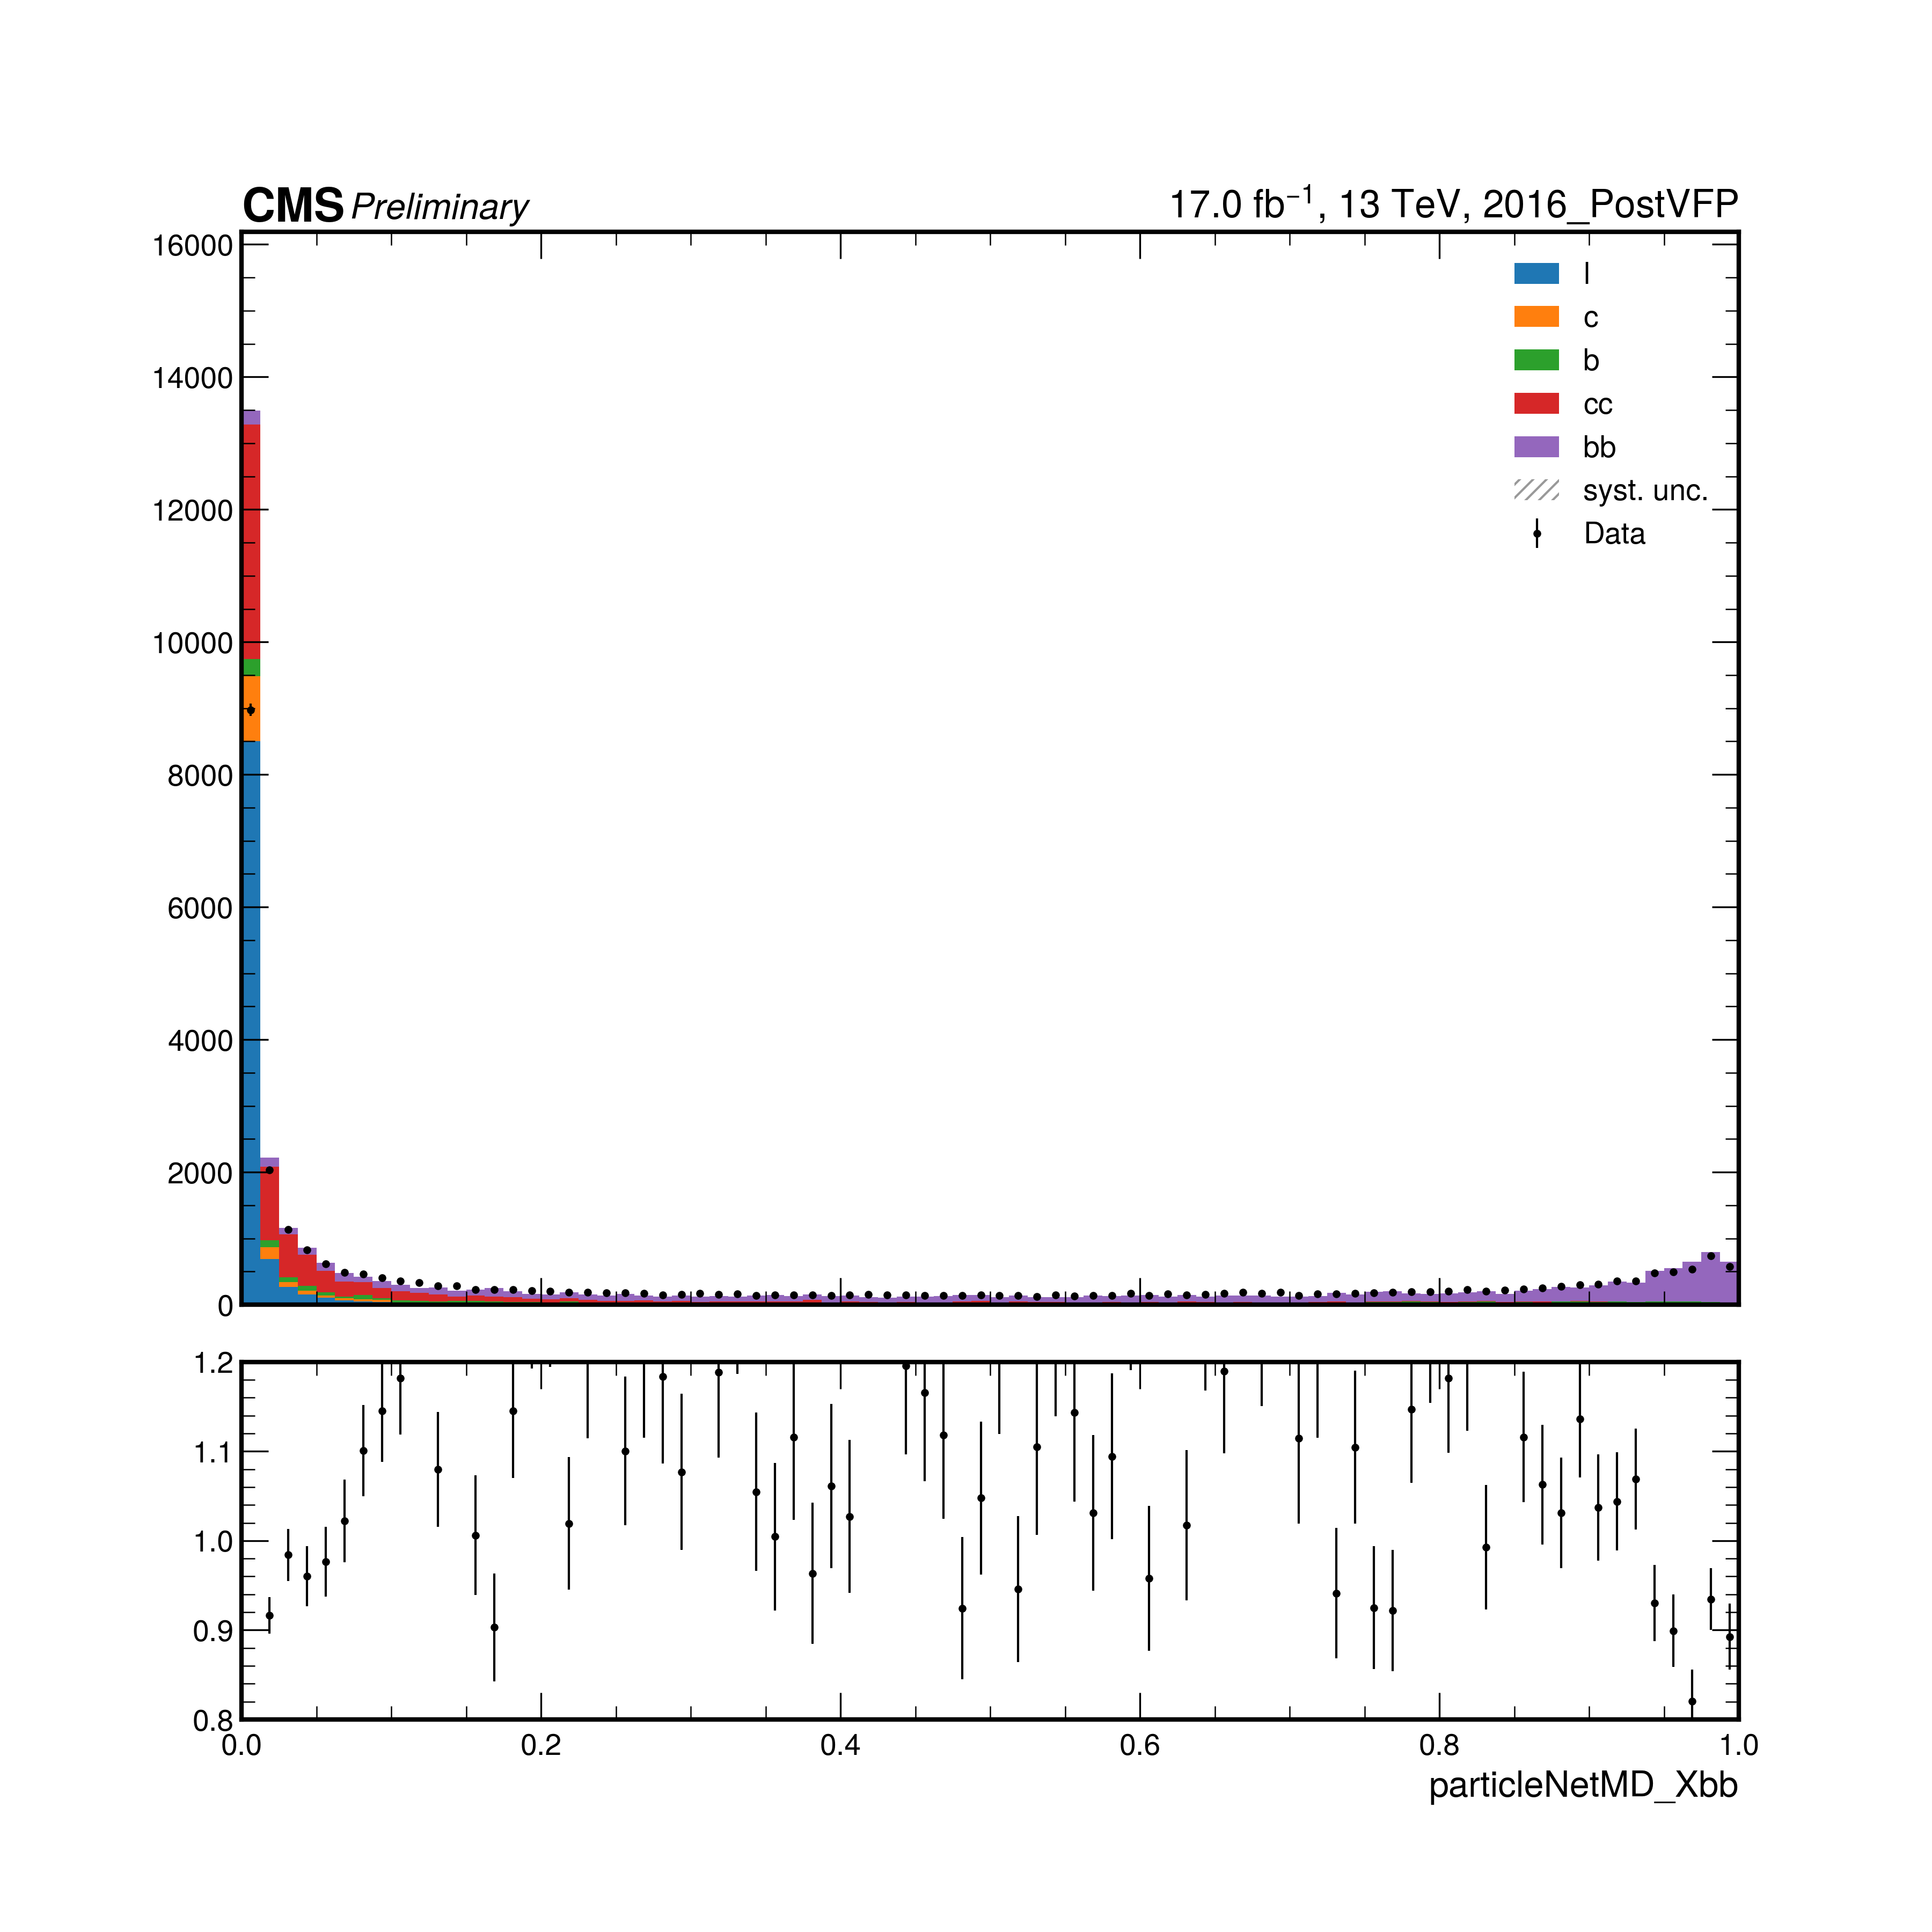 CMS Preliminary
17.0 fb⁻¹, 13 TeV, 2016_PostVFP
16000
14000
12000
10000
8000
6000
4000
2000
0
l
c
b
cc
bb
syst. unc.
Data
1.2
1.1
1.0
0.9
0.8
0.0 0.2 0.4 0.6 0.8 1.0
particleNetMD_Xbb